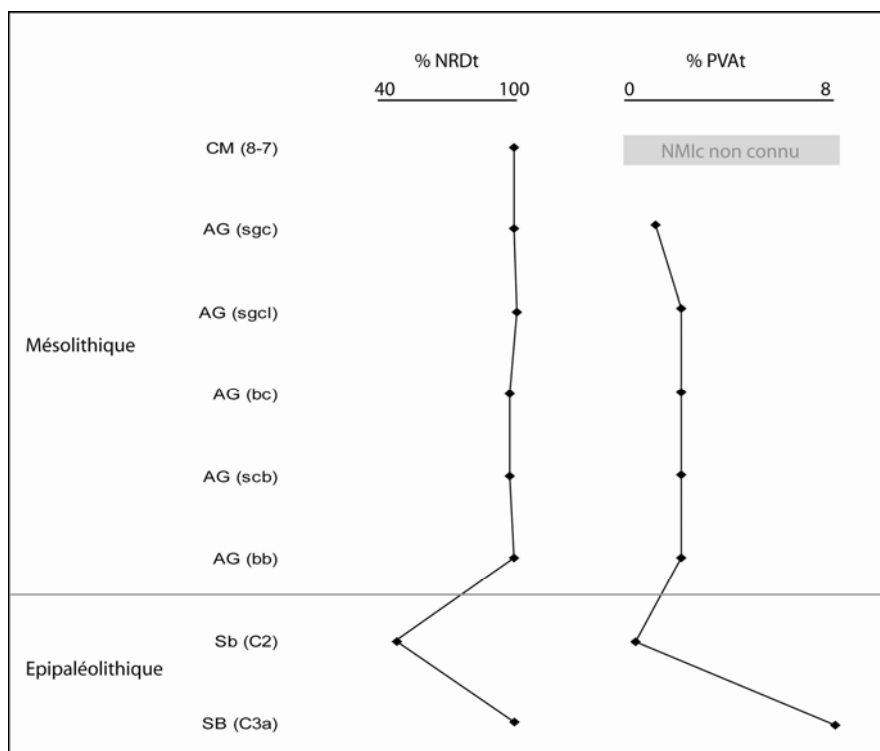 % NRDt % PVAt
40 100 0 8
CM (8-7) NMIc non connu
AG (sgc)
AG (sgcl)
Mésolithique
AG (bc)
AG (scb)
AG (bb)
Sb (C2)
Epipaléolithique
SB (C3a)